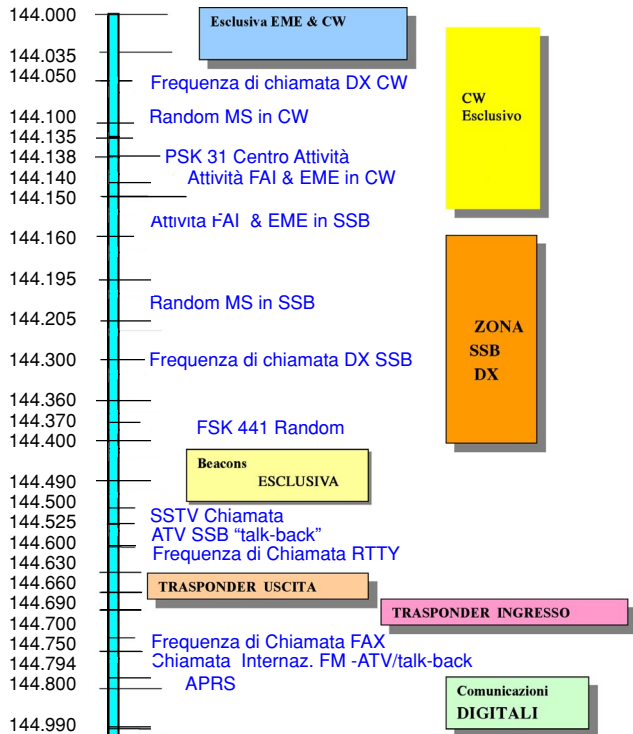 144.000
Esclusiva EME & CW
144.035
144.050
Frequenza di chiamata DX CW
CW
Esclusivo
144.100
Random MS in CW
144.135
144.138
PSK 31 Centro Attività
144.140
Attività FAI & EME in CW
144.150
Attività FAI & EME in SSB
144.160
144.195
Random MS in SSB
144.205
ZONA
SSB
DX
144.300
Frequenza di chiamata DX SSB
144.360
144.370
FSK 441 Random
144.400
Beacons
ESCLUSIVA
144.490
144.500
SSTV Chiamata
144.525
ATV SSB “talk-back”
144.600
Frequenza di Chiamata RTTY
144.630
144.660
TRASPONDER USCITA
144.690
TRASPONDER INGRESSO
144.700
144.750
Frequenza di Chiamata FAX
144.794
Chiamata Internaz. FM -ATV/talk-back
144.800
APRS
Comunicazioni
DIGITALI
144.990